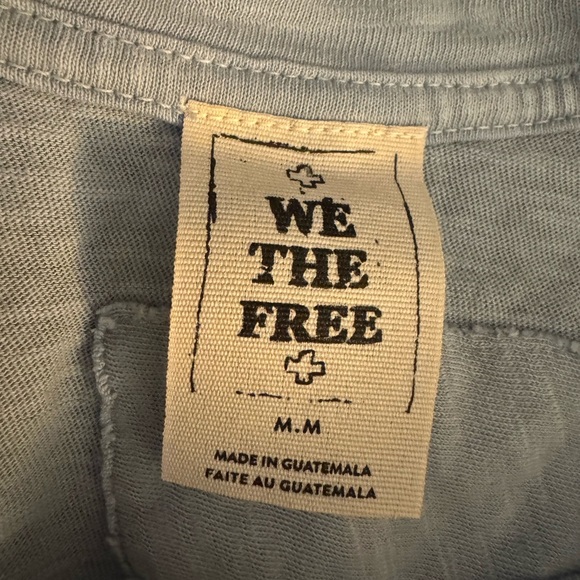 WE
THE
FREE
M.M
MADE IN GUATEMALA
FAITE AU GUATEMALA